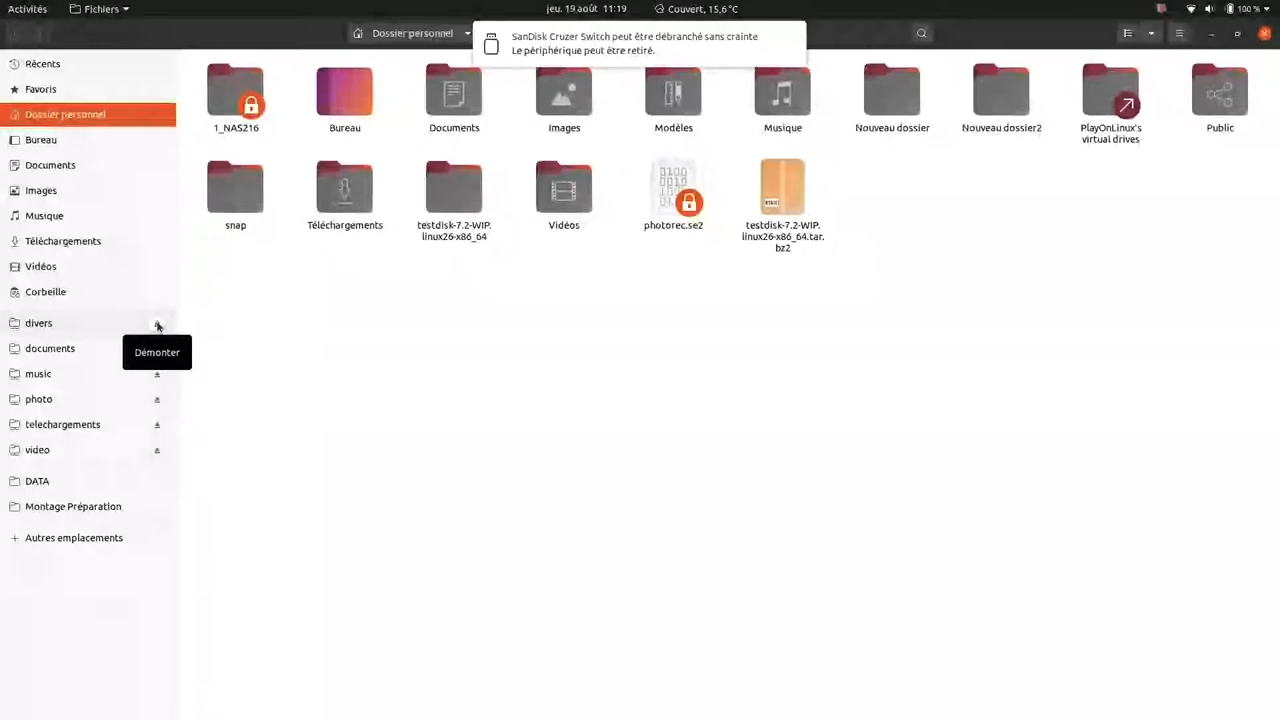 Activités
Fichiers
jeu. 19 août 11:19
Couvert, 15,6 °C
100 %
Dossier personnel
SanDisk Cruzer Switch peut être débranché sans crainte
Le périphérique peut être retiré.
Récents
Favoris
Dossier personnel
Bureau
Documents
Images
Musique
Téléchargements
Vidéos
Corbeille
divers
documents
Démonter
music
photo
telechargements
video
DATA
Montage Préparation
+ Autres emplacements
1_NAS216
Bureau
Documents
Images
Modèles
Musique
Nouveau dossier
Nouveau dossier2
PlayOnLinux's
virtual drives
Public
snap
Téléchargements
testdisk-7.2-WIP.
linux26-x86_64
Vidéos
photorec.se2
testdisk-7.2-WIP.
linux26-x86_64.tar.
bz2